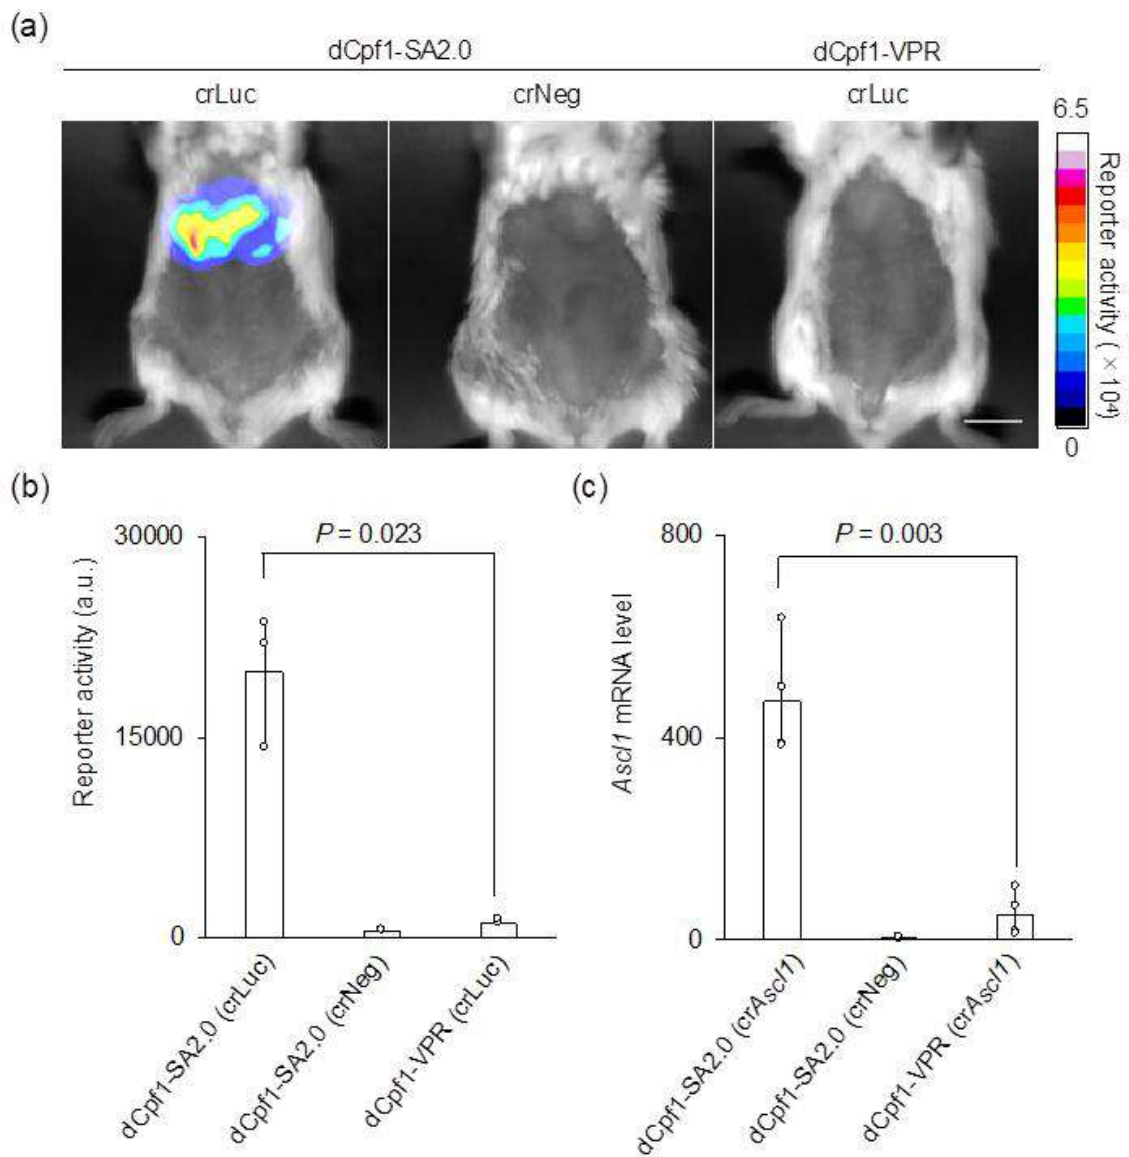 (a)
dCpf1-SA2.0 dCpf1-VPR
crLuc crNeg crLuc
6.5
Reporter activity (×10⁴)
0
(b)
30000
15000
0
Reporter activity (a.u.)
P = 0.023
dCpf1-SA2.0 (crLuc)
dCpf1-SA2.0 (crNeg)
dCpf1-VPR (crLuc)
(c)
800
400
0
Ascl1 mRNA level
P = 0.003
dCpf1-SA2.0 (crAscl1)
dCpf1-SA2.0 (crNeg)
dCpf1-VPR (crAscl1)